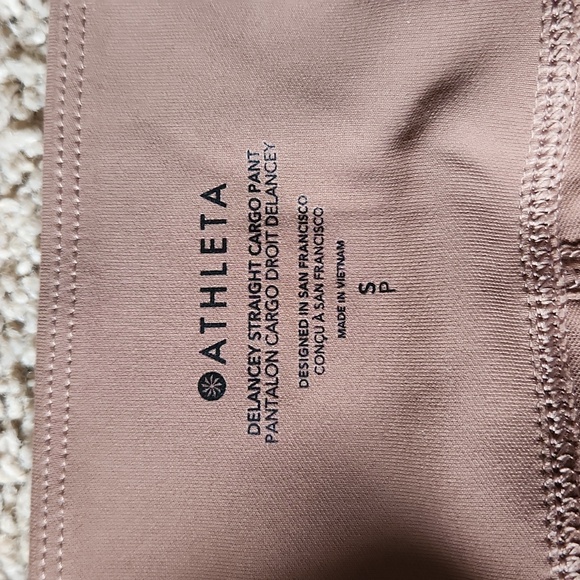 ATHLETA
DELANCEY STRAIGHT CARGO PANT
PANTALON CARGO DROIT DELANCEY
DESIGNED IN SAN FRANCISCO
CONÇU À SAN FRANCISCO
MADE IN VIETNAM
S
P